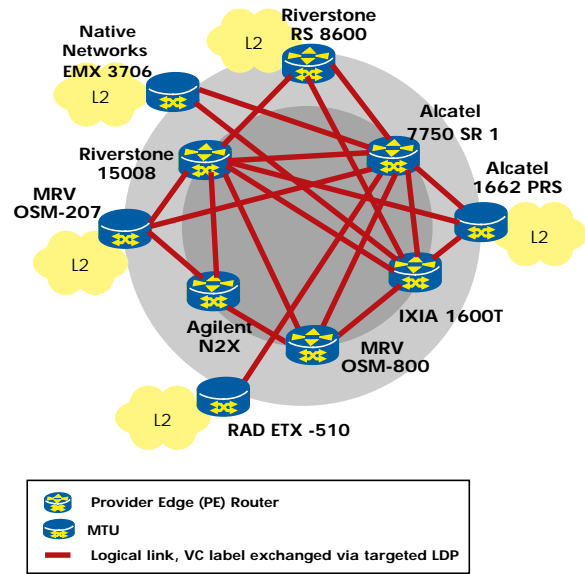 Riverstone
RS 8600
L2
Native
Networks
EMX 3706
L2
Alcatel
7750 SR 1
Riverstone
15008
Alcatel
1662 PRS
MRV
OSM-207
L2
L2
IXIA 1600T
Agilent
N2X
MRV
OSM-800
L2
RAD ETX -510
Provider Edge (PE) Router
MTU
Logical link, VC label exchanged via targeted LDP